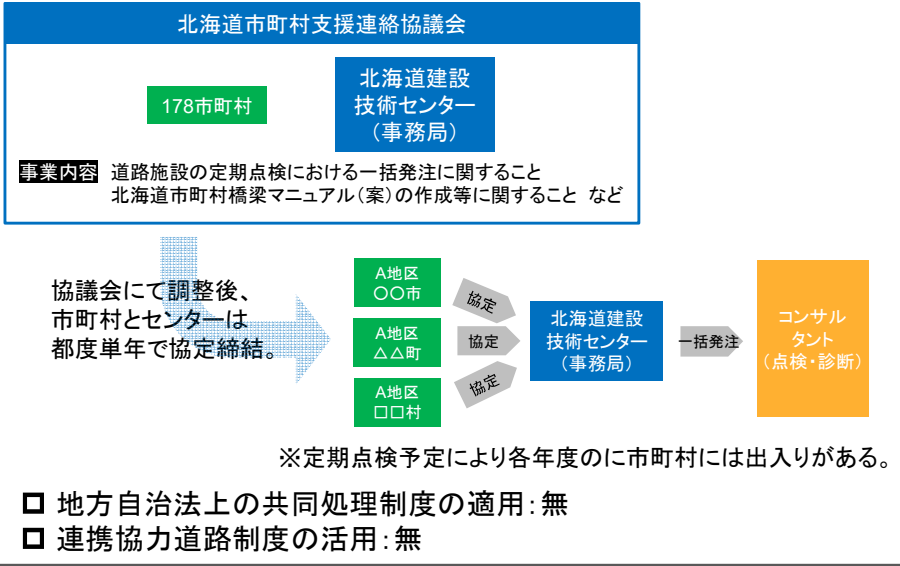 北海道市町村支援連絡協議会
178市町村
北海道建設
技術センター
（事務局）
事業内容 道路施設の定期点検における一括発注に関すること
北海道市町村橋梁マニュアル（案）の作成等に関すること など
協議会にて調整後、
市町村とセンターは
都度単年で協定締結。
A地区
〇〇市
協定
A地区
△△町
協定
A地区
□□村
協定
北海道建設
技術センター
（事務局）
一括発注
コンサル
タント
（点検・診断）
※定期点検予定により各年度のに市町村には出入りがある。
地方自治法上の共同処理制度の適用：無
連携協力道路制度の活用：無